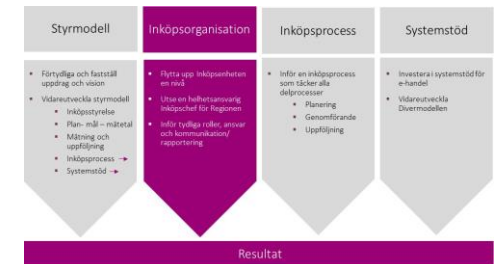 Styrmodell
Förtydliga och fastställ
uppdrag och vision
Vidareutveckla styrmodell
Inköpsstyrelse
Plan- mål – mätetal
Mätning och
uppföljning
Inköpsprocess →
Systemstöd →
Inköpsorganisation
Flytta upp Inköpsenheten
en nivå
Utse en helhetsansvarig
Inköpschef för Regionen
Inför tydliga roller, ansvar
och kommunikation/
rapportering
Inköpsprocess
Inför en inköpsprocess
som täcker alla
delprocesser
Planering
Genomförande
Uppföljning
Systemstöd
Investera i systemstöd för
e-handel
Vidareutveckla
Divermodellen
Resultat